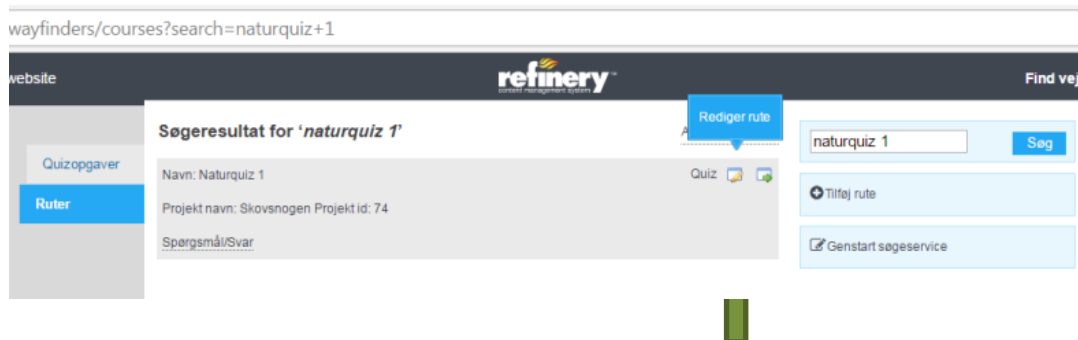 wayfinders/courses?search=naturquiz+1
website
refinery™
content management system
Find vej
Søgeresultat for ‘naturquiz 1’
A
Rediger rute
naturquiz 1
Søg
Quizopgaver
Navn: Naturquiz 1
Quiz
Ruter
Projekt navn: Skovsnogen Projekt id: 74
Tilføj rute
Spørgsmål/Svar
Genstart søgeservice